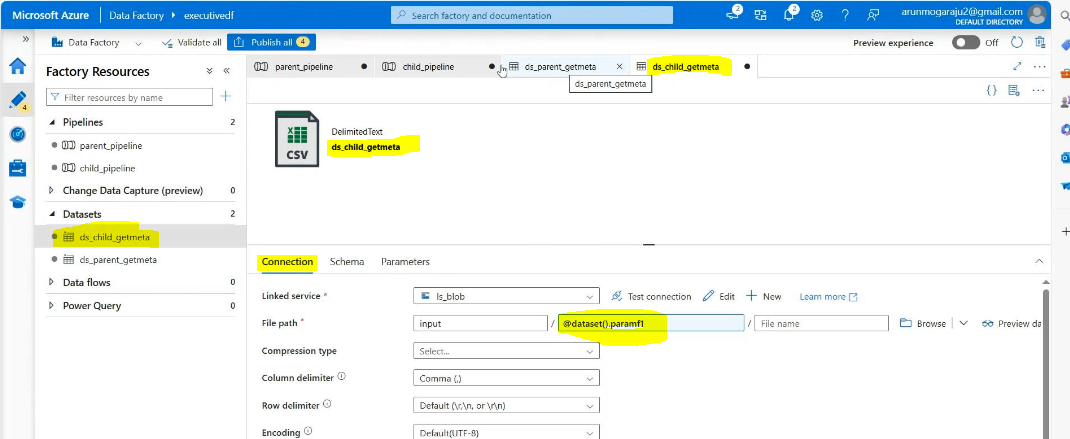 Microsoft Azure
Data Factory
executivedf
Search factory and documentation
2
2
arunmogaraju2@gmail.com
DEFAULT DIRECTORY
Data Factory
Validate all
Publish all 4
Preview experience
Off
Factory Resources
parent_pipeline
child_pipeline
ds_parent_getmeta
ds_child_getmeta
ds_parent_getmeta
Filter resources by name
4
Pipelines 2
parent_pipeline
child_pipeline
Change Data Capture (preview) 0
Datasets 2
ds_child_getmeta
ds_parent_getmeta
Data flows 0
Power Query 0
CSV
DelimitedText
ds_child_getmeta
Connection Schema Parameters
Linked service * ls_blob Test connection Edit New Learn more
File path * input / @dataset().paramf1 / File name Browse Preview da
Compression type Select...
Column delimiter Comma (,)
Row delimiter Default (\r,\n, or \r\n)
Encoding Default(UTF-8)